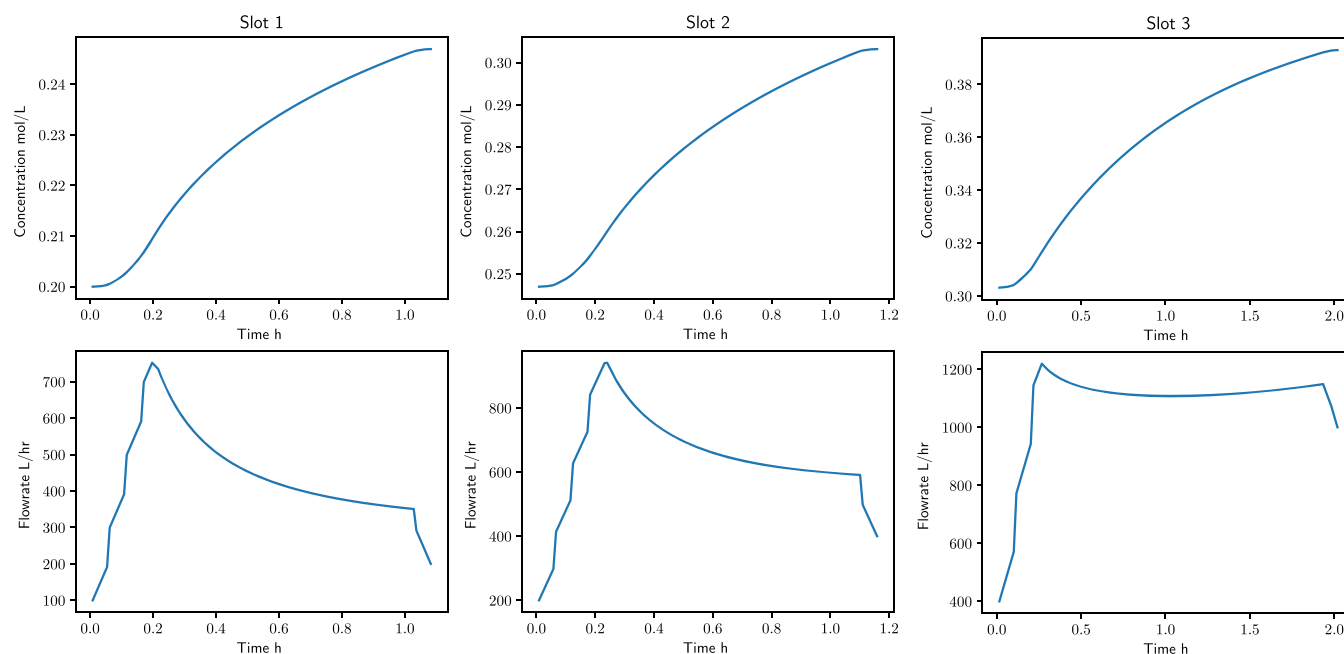 Slot 1
Slot 2
Slot 3
Concentration mol/L
0.24
0.23
0.22
0.21
0.20
0.0 0.2 0.4 0.6 0.8 1.0
Time h
Concentration mol/L
0.30
0.29
0.28
0.27
0.26
0.25
0.0 0.2 0.4 0.6 0.8 1.0 1.2
Time h
Concentration mol/L
0.38
0.36
0.34
0.32
0.30
0.0 0.5 1.0 1.5 2.0
Time h
Flowrate L/hr
700
600
500
400
300
200
100
0.0 0.2 0.4 0.6 0.8 1.0
Time h
Flowrate L/hr
800
600
400
200
0.0 0.2 0.4 0.6 0.8 1.0 1.2
Time h
Flowrate L/hr
1200
1000
800
600
400
0.0 0.5 1.0 1.5 2.0
Time h